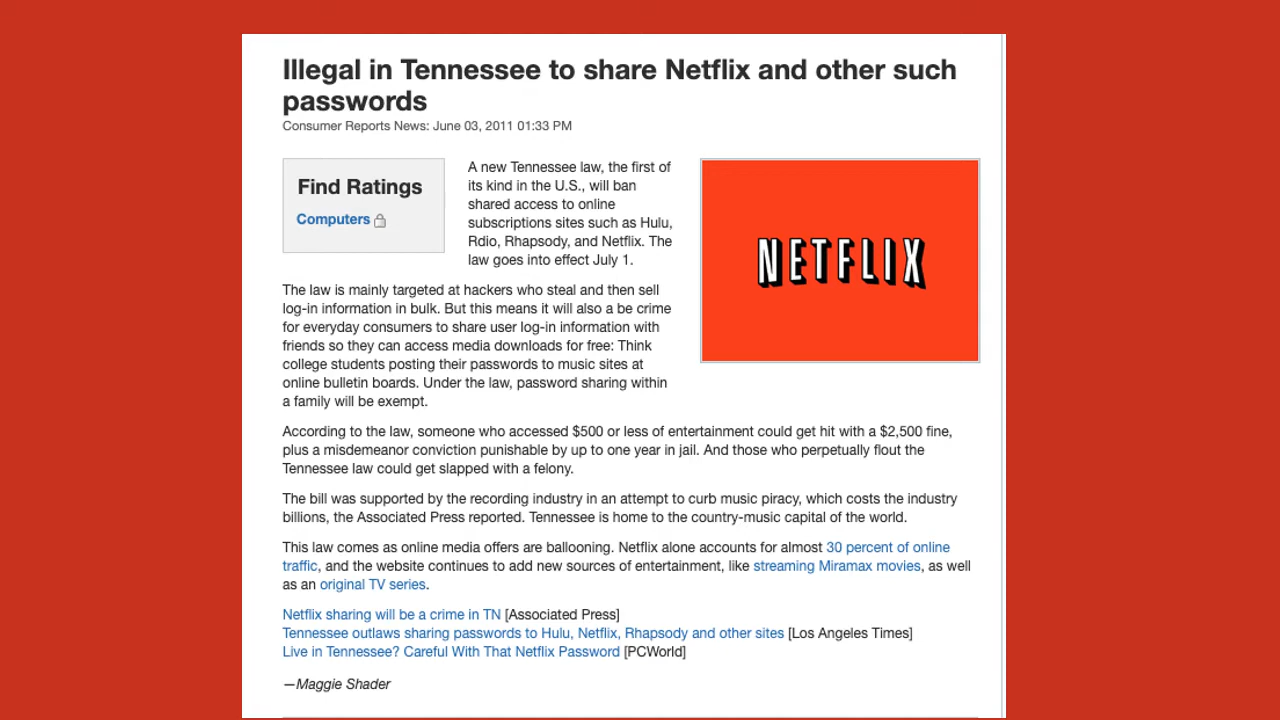 Illegal in Tennessee to share Netflix and other such
passwords
Consumer Reports News: June 03, 2011 01:33 PM
Find Ratings
Computers
A new Tennessee law, the first of
its kind in the U.S., will ban
shared access to online
subscriptions sites such as Hulu,
Rdio, Rhapsody, and Netflix. The
law goes into effect July 1.
NETFLIX
The law is mainly targeted at hackers who steal and then sell
log-in information in bulk. But this means it will also a be crime
for everyday consumers to share user log-in information with
friends so they can access media downloads for free: Think
college students posting their passwords to music sites at
online bulletin boards. Under the law, password sharing within
a family will be exempt.
According to the law, someone who accessed $500 or less of entertainment could get hit with a $2,500 fine,
plus a misdemeanor conviction punishable by up to one year in jail. And those who perpetually flout the
Tennessee law could get slapped with a felony.
The bill was supported by the recording industry in an attempt to curb music piracy, which costs the industry
billions, the Associated Press reported. Tennessee is home to the country-music capital of the world.
This law comes as online media offers are ballooning. Netflix alone accounts for almost 30 percent of online
traffic, and the website continues to add new sources of entertainment, like streaming Miramax movies, as well
as an original TV series.
Netflix sharing will be a crime in TN [Associated Press]
Tennessee outlaws sharing passwords to Hulu, Netflix, Rhapsody and other sites [Los Angeles Times]
Live in Tennessee? Careful With That Netflix Password [PCWorld]
—Maggie Shader